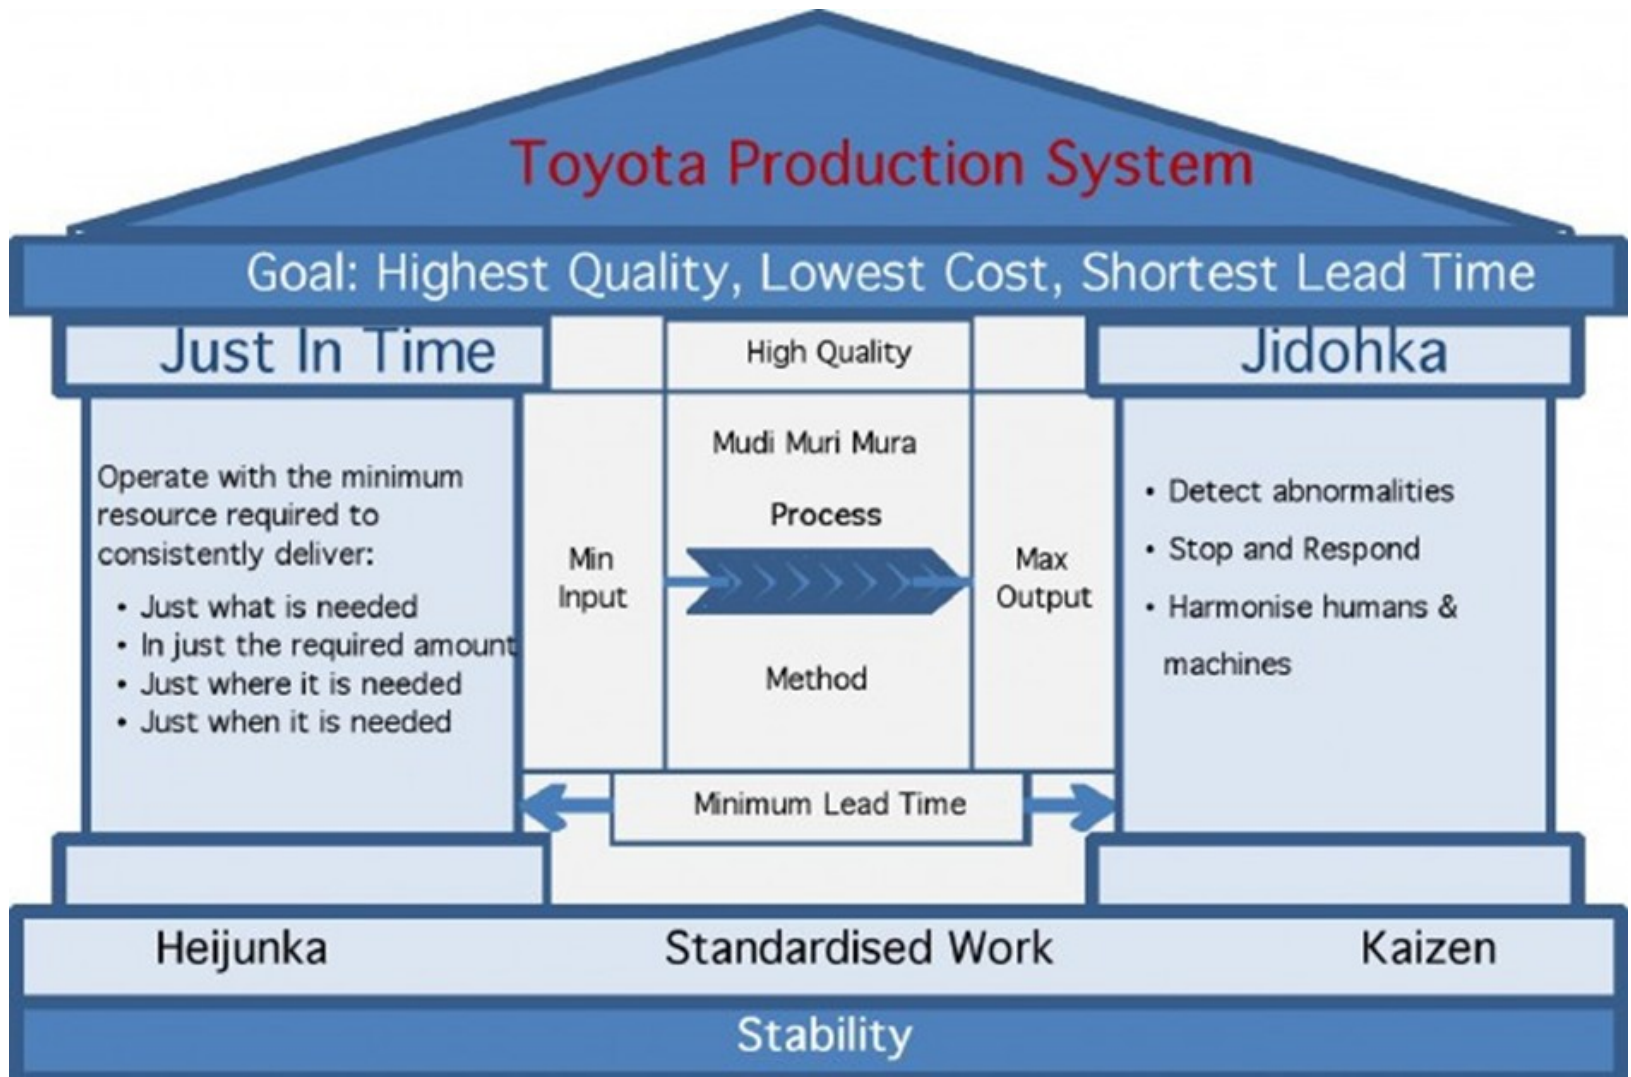 Toyota Production System
Goal: Highest Quality, Lowest Cost, Shortest Lead Time
Just In Time
High Quality
Jidohka
Operate with the minimum
resource required to
consistently deliver:
• Just what is needed
• In just the required amount
• Just where it is needed
• Just when it is needed
Min
Input
Mudi Muri Mura
Process
Method
Max
Output
• Detect abnormalities
• Stop and Respond
• Harmonise humans &
machines
Minimum Lead Time
Heijunka
Standardised Work
Kaizen
Stability